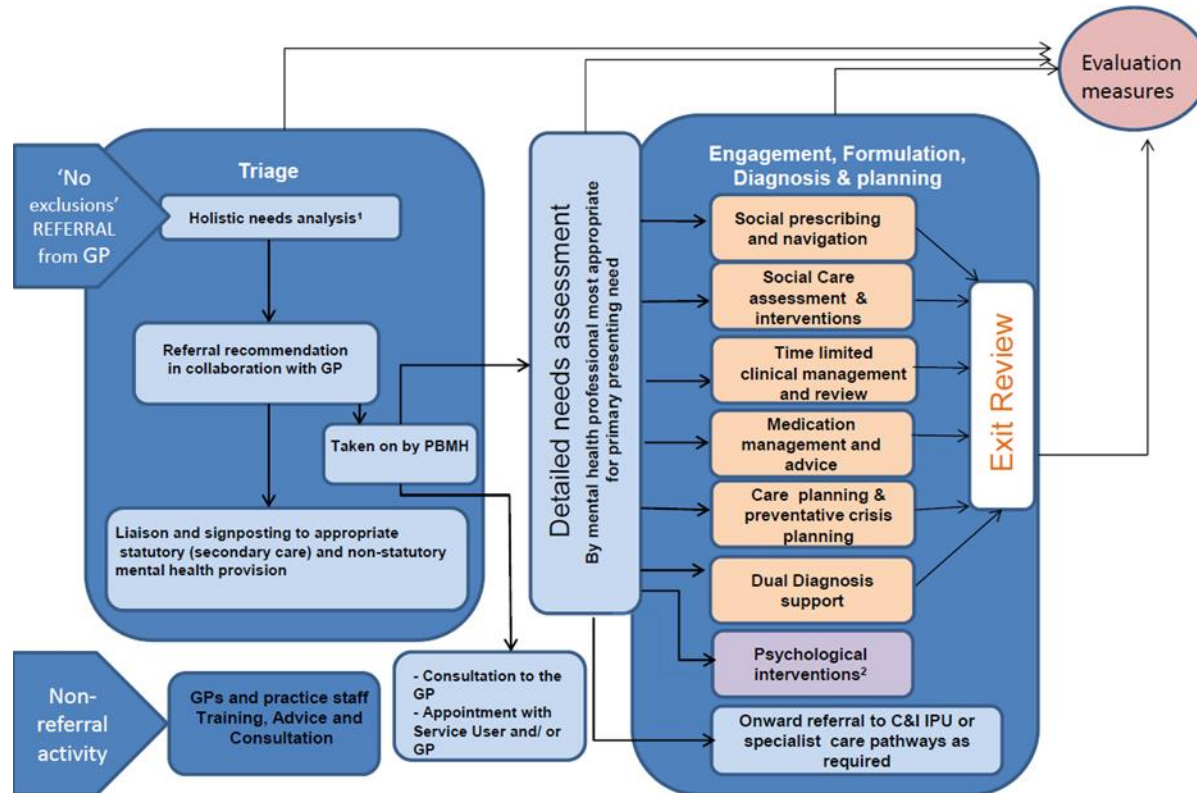 Evaluation
measures
'No
exclusions'
REFERRAL
from GP
Triage
Holistic needs analysis¹
Referral recommendation
in collaboration with GP
Taken on by PBMH
Liaison and signposting to appropriate
statutory (secondary care) and non-statutory
mental health provision
Detailed needs assessment
By mental health professional most appropriate
for primary presenting need
Engagement, Formulation,
Diagnosis & planning
Social prescribing
and navigation
Social Care
assessment & 
interventions
Time limited
clinical management
and review
Medication
management and
advice
Care planning &
preventative crisis
planning
Dual Diagnosis
support
Psychological
interventions²
Onward referral to C&I IPU or
specialist care pathways as
required
Exit Review
Non-
referral
activity
GPs and practice staff
Training, Advice and
Consultation
- Consultation to the
GP
- Appointment with
Service User and/ or
GP